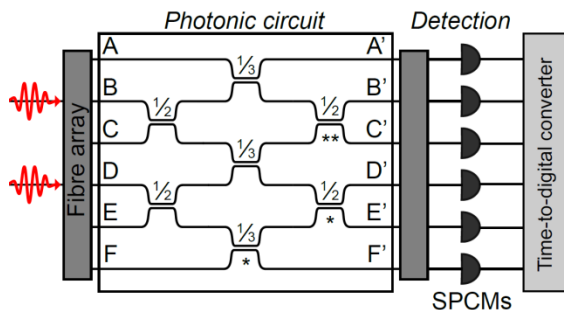 Photonic circuit
Detection
Fibre array
A
B
C
D
E
F
1/3
1/2
1/2
**
1/3
1/2
1/2
*
1/3
*
A'
B'
C'
D'
E'
F'
SPCMs
Time-to-digital converter